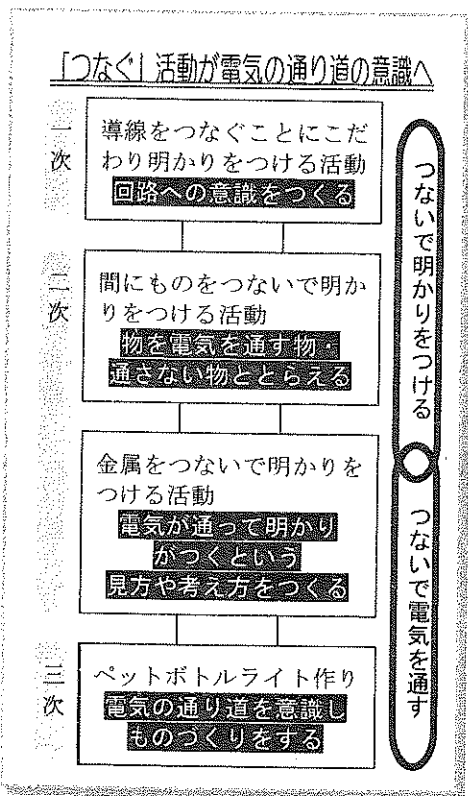 「つなぐ」活動が電気の通り道の意識へ
一次
導線をつなぐことにこだ
わり明かりをつける活動
回路への意識をつくる
二次
間にものをつないで明か
りをつける活動
物を電気を通す物・
通さない物ととらえる
金属をつないで明かりを
つける活動
電気が通って明かり
がつくという
見方や考え方をつくる
三次
ペットボトルライト作り
電気の通り道を意識し
ものづくりをする
つないで明かりをつける
つないで電気を通す